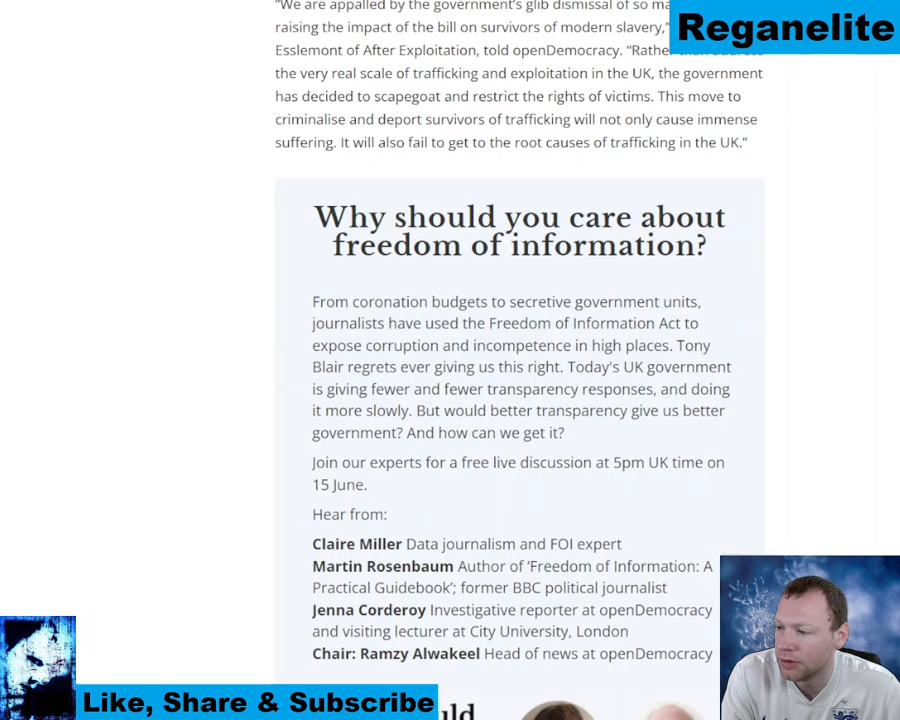 "We are appalled by the government's glib dismissal of so
Reganelite
raising the impact of the bill on survivors of modern slavery,"
Esslemont of After Exploitation, told openDemocracy. "Rather
the very real scale of trafficking and exploitation in the UK, the government
has decided to scapegoat and restrict the rights of victims. This move to
criminalise and deport survivors of trafficking will not only cause immense
suffering. It will also fail to get to the root causes of trafficking in the UK."
Why should you care about
freedom of information?
From coronation budgets to secretive government units,
journalists have used the Freedom of Information Act to
expose corruption and incompetence in high places. Tony
Blair regrets ever giving us this right. Today's UK government
is giving fewer and fewer transparency responses, and doing
it more slowly. But would better transparency give us better
government? And how can we get it?
Join our experts for a free live discussion at 5pm UK time on
15 June.
Hear from:
Claire Miller Data journalism and FOI expert
Martin Rosenbaum Author of 'Freedom of Information: A
Practical Guidebook'; former BBC political journalist
Jenna Corderoy Investigative reporter at openDemocracy
and visiting lecturer at City University, London
Chair: Ramzy Alwakeel Head of news at openDemocracy
Like, Share & Subscribe